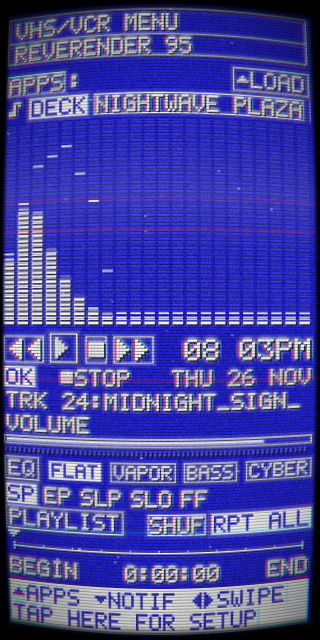 VHS/VCR MENU
REVERENDER 95
APPS: LOAD
DECK NIGHTWAVE PLAZA
08 03PM
OK STOP THU 26 NOV
TRK 24:MIDNIGHT_SIGN_
VOLUME
EQ FLAT VAPOR BASS CYBER
SP EP SLP SLO FF
PLAYLIST SHUF RPT ALL
BEGIN 0:00:00 END
APPS NOTIF SWIPE
TAP HERE FOR SETUP